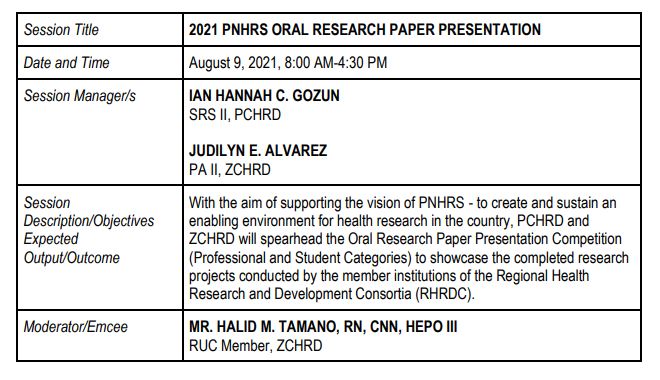 Session Title
2021 PNHRS ORAL RESEARCH PAPER PRESENTATION
Date and Time
August 9, 2021, 8:00 AM-4:30 PM
Session Manager/s
IAN HANNAH C. GOZUN
SRS II, PCHRD
JUDILYN E. ALVAREZ
PA II, ZCHRD
Session
Description/Objectives
Expected
Output/Outcome
With the aim of supporting the vision of PNHRS - to create and sustain an
enabling environment for health research in the country, PCHRD and
ZCHRD will spearhead the Oral Research Paper Presentation Competition
(Professional and Student Categories) to showcase the completed research
projects conducted by the member institutions of the Regional Health
Research and Development Consortia (RHRDC).
Moderator/Emcee
MR. HALID M. TAMANO, RN, CNN, HEPO III
RUC Member, ZCHRD